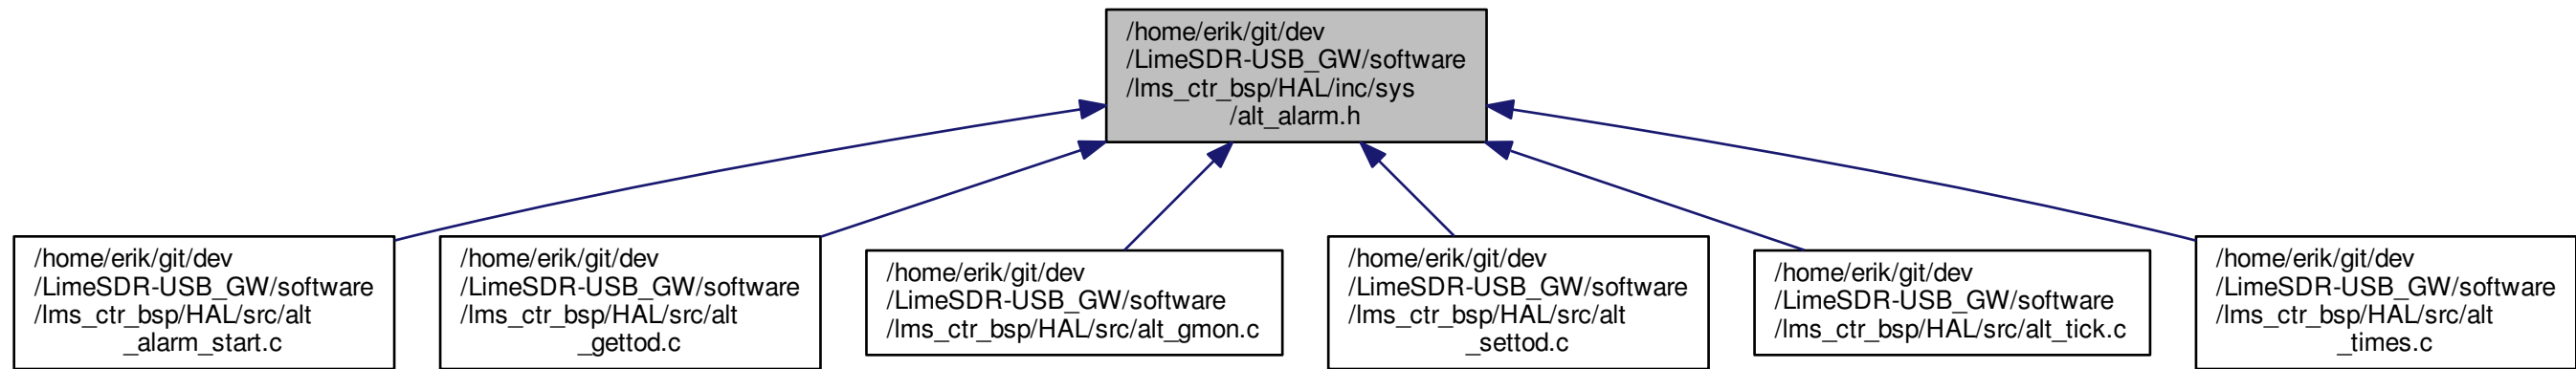 /home/erik/git/dev
/LimeSDR-USB_GW/software
/lms_ctr_bsp/HAL/inc/sys
/alt_alarm.h
/home/erik/git/dev
/LimeSDR-USB_GW/software
/lms_ctr_bsp/HAL/src/alt
_alarm_start.c
/home/erik/git/dev
/LimeSDR-USB_GW/software
/lms_ctr_bsp/HAL/src/alt
_gettod.c
/home/erik/git/dev
/LimeSDR-USB_GW/software
/lms_ctr_bsp/HAL/src/alt_gmon.c
/home/erik/git/dev
/LimeSDR-USB_GW/software
/lms_ctr_bsp/HAL/src/alt
_settod.c
/home/erik/git/dev
/LimeSDR-USB_GW/software
/lms_ctr_bsp/HAL/src/alt_tick.c
/home/erik/git/dev
/LimeSDR-USB_GW/software
/lms_ctr_bsp/HAL/src/alt
_times.c